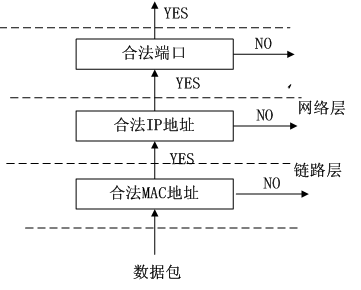 YES
合法端口
NO
YES
网络层
合法IP地址
NO
YES
链路层
合法MAC地址
NO
数据包